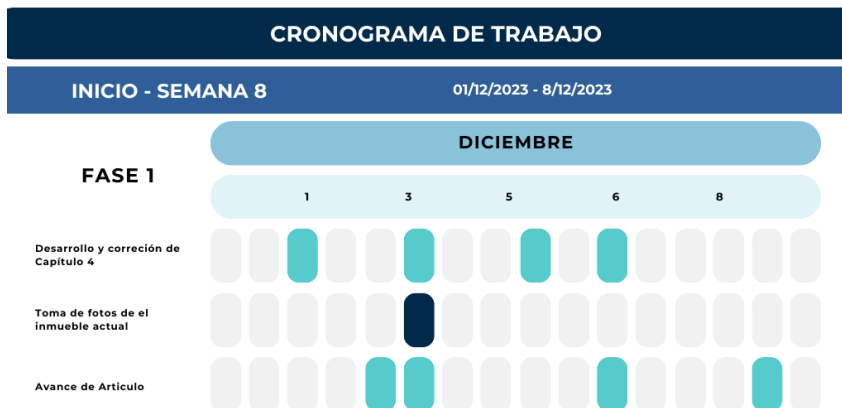 CRONOGRAMA DE TRABAJO
INICIO - SEMANA 8
01/12/2023 - 8/12/2023
DICIEMBRE
FASE 1
1 3 5 6 8
Desarrollo y correción de
Capítulo 4
Toma de fotos de el
inmueble actual
Avance de Articulo